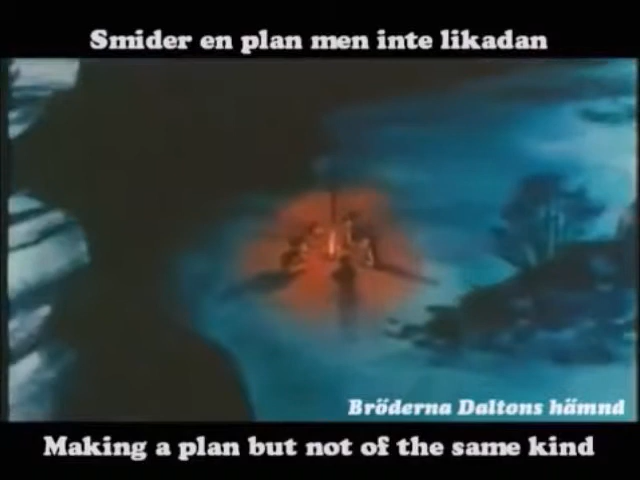 Smider en plan men inte likadan
Bröderna Daltons hämnd
Making a plan but not of the same kind